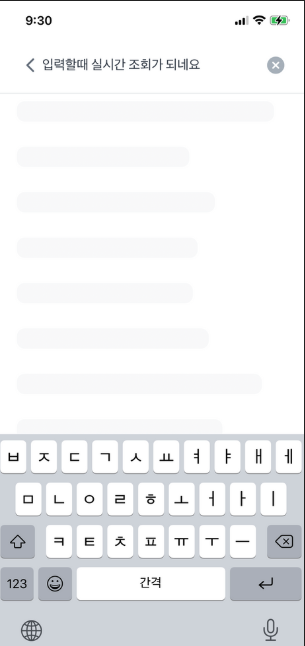 9:30
입력할때 실시간 조회가 되네요
ㅂ ㅈ ㄷ ㄱ ㅅ ㅛ ㅕ ㅑ ㅐ ㅔ
ㅁ ㄴ ㅇ ㄹ ㅎ ㅗ ㅓ ㅏ ㅣ
ㅋ ㅌ ㅊ ㅍ ㅠ ㅜ ㅡ
123 간격